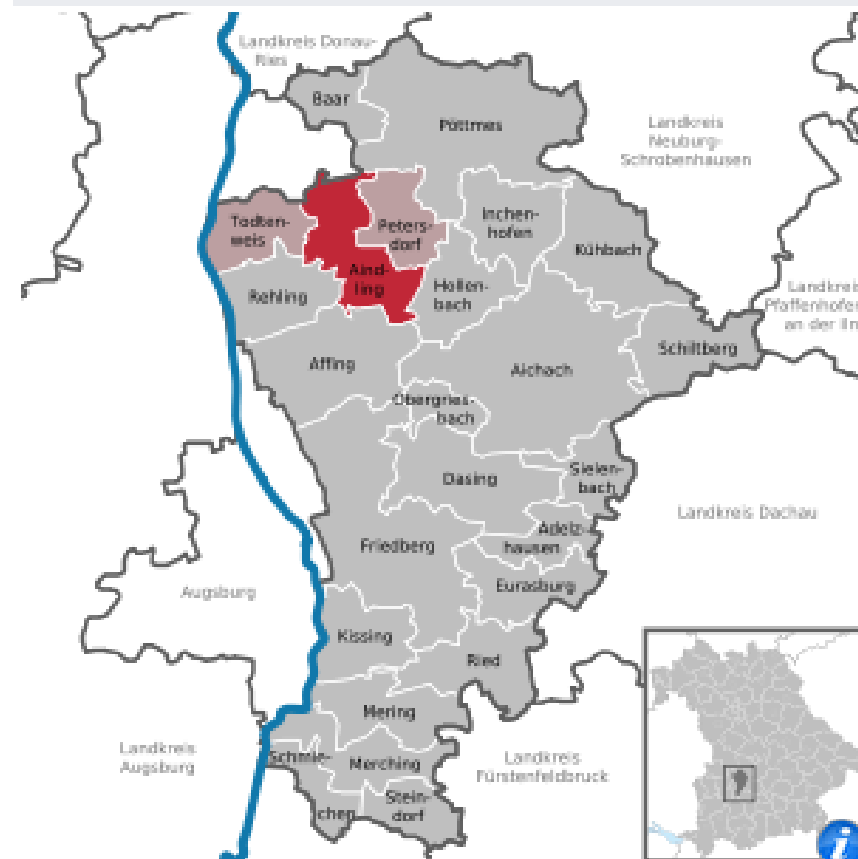 Landkreis Donau-
Ries
Baar
Pöttmes
Landkreis
Neuburg-
Schrobenhausen
Todten-
weis
Peters-
dorf
Inchen-
hofen
Kühbach
Aind-
ling
Rehling
Hollen-
bach
Landkreis
Pfaffenhofen
an der Ilm
Schiltberg
Affing
Aichach
Obergries-
bach
Dasing
Sielen-
bach
Landkreis Dachau
Adelz-
hausen
Friedberg
Eurasburg
Augsburg
Kissing
Ried
Mering
Landkreis
Augsburg
Schmie-
chen
Merching
Landkreis
Fürstenfeldbruck
Stein-
dorf
i